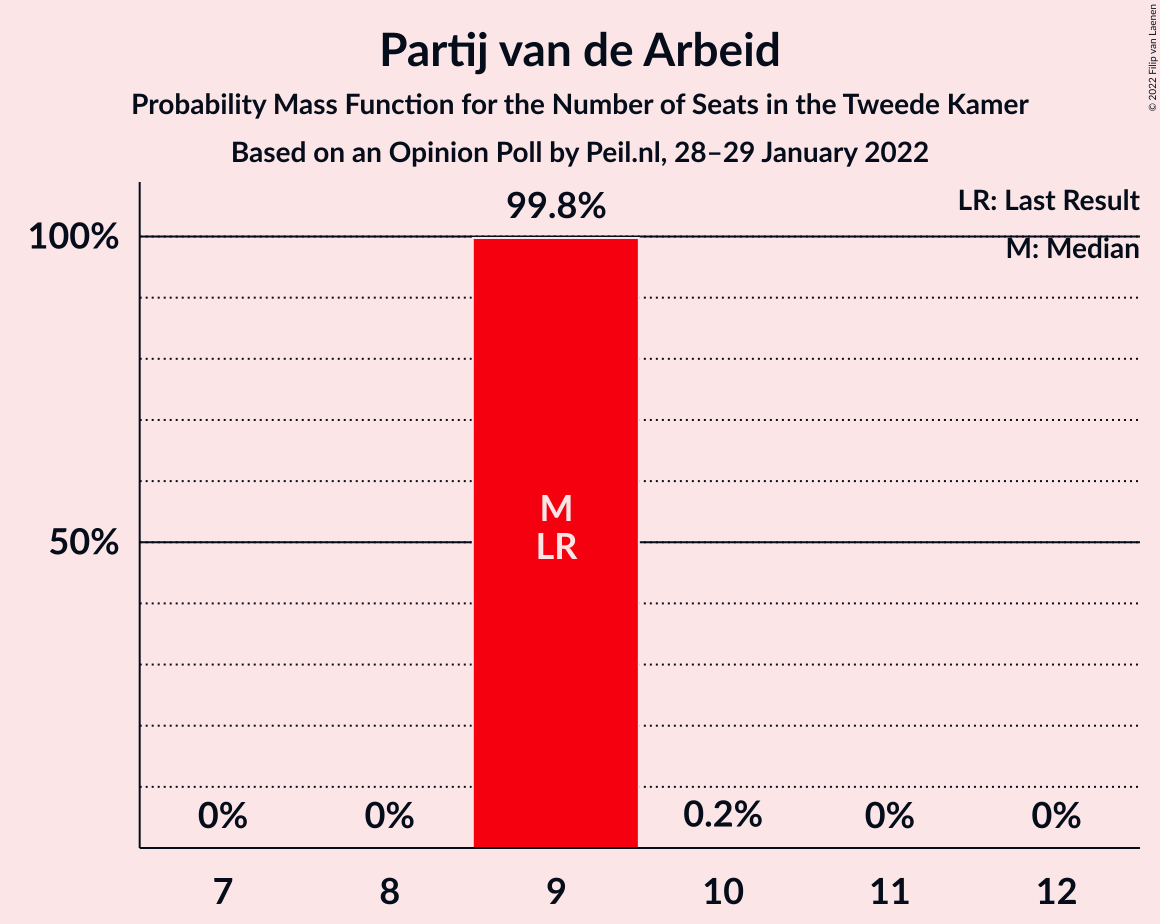 Partij van de Arbeid
Probability Mass Function for the Number of Seats in the Tweede Kamer
Based on an Opinion Poll by Peil.nl, 28–29 January 2022
© 2022 Filip van Laenen
LR: Last Result
M: Median
99.8%
100%
50%
M
LR
0%
0%
0.2%
0%
0%
7
8
9
10
11
12